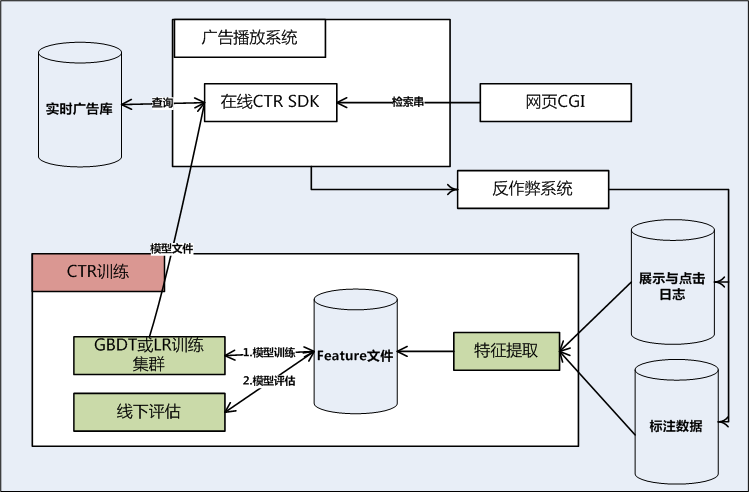 广告播放系统
实时广告库
查询
在线CTR SDK
检索串
网页CGI
反作弊系统
模型文件
CTR训练
展示与点击
日志
GBDT或LR训练
集群
1.模型训练
Feature文件
特征提取
2.模型评估
线下评估
标注数据